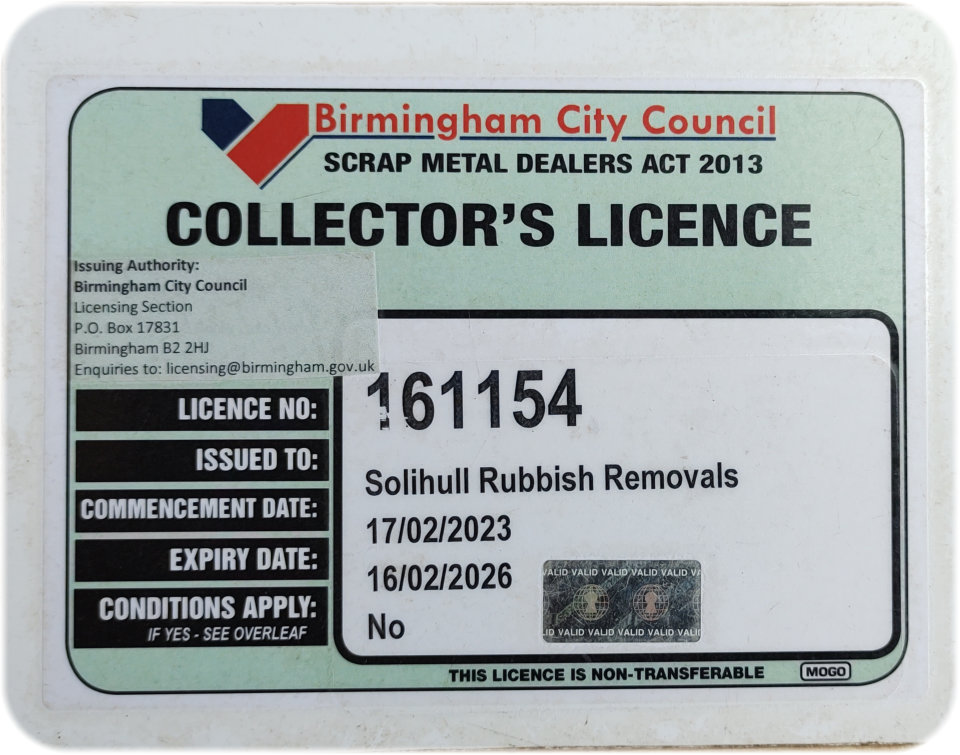 Birmingham City Council
SCRAP METAL DEALERS ACT 2013
COLLECTOR'S LICENCE
Issuing Authority:
Birmingham City Council
Licensing Section
P.O. Box 17831
Birmingham B2 2HJ
Enquiries to: licensing@birmingham.gov.uk
LICENCE NO: 161154
ISSUED TO: Solihull Rubbish Removals
COMMENCEMENT DATE: 17/02/2023
EXPIRY DATE: 16/02/2026
CONDITIONS APPLY: No
IF YES - SEE OVERLEAF
VALID VALID VALID VALID VA
LID VALID VALID VALID VALI
THIS LICENCE IS NON-TRANSFERABLE MOGO